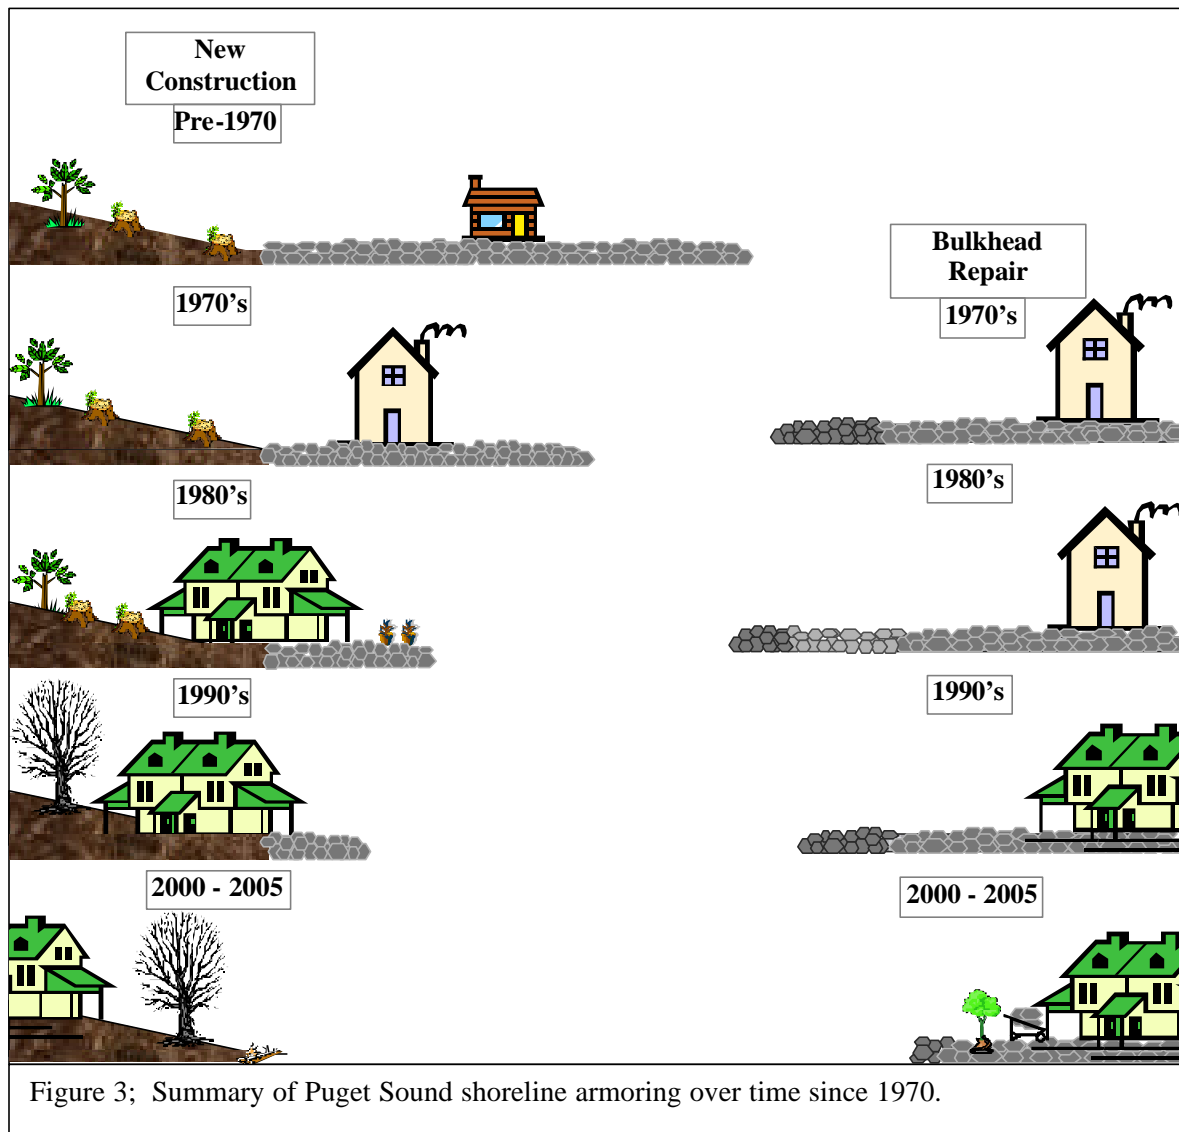 New
Construction
Pre-1970
1970's
1980's
1990's
2000 - 2005
Bulkhead
Repair
1970's
1980's
1990's
2000 - 2005
Figure 3;  Summary of Puget Sound shoreline armoring over time since 1970.